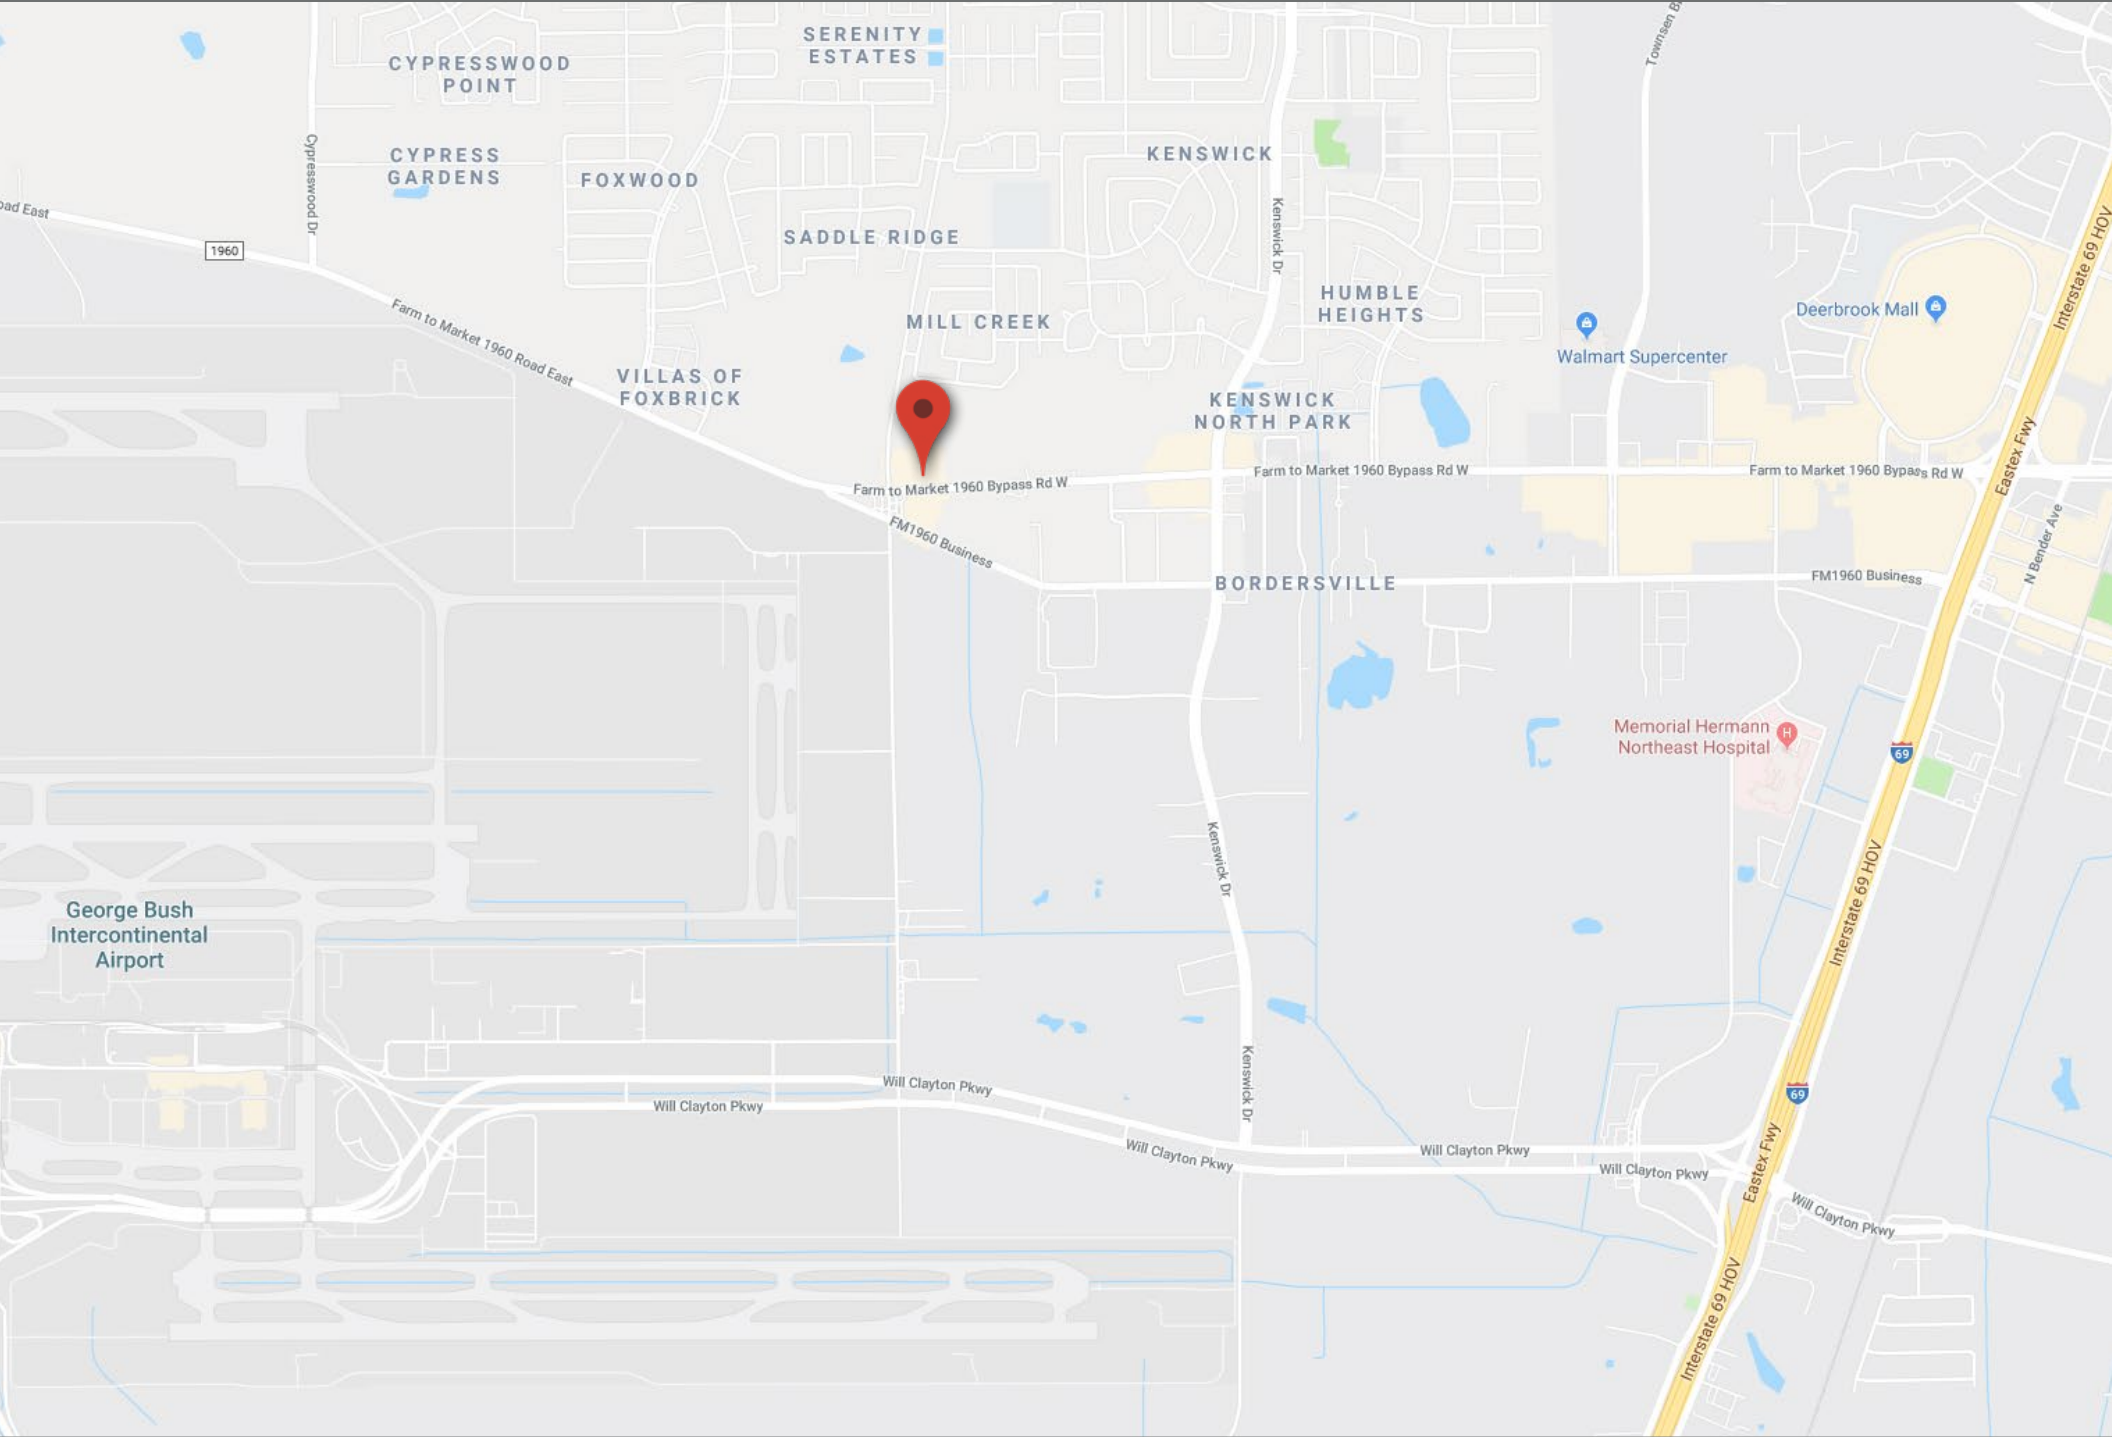 SERENITY
ESTATES
CYPRESSWOOD
POINT
Townsen B
Cypresswood Dr
CYPRESS
GARDENS
FOXWOOD
KENSWICK
oad East
1960
SADDLE RIDGE
Kenswick Dr
Interstate 69 HOV
HUMBLE
HEIGHTS
Deerbrook Mall
Farm to Market 1960 Road East
MILL CREEK
Walmart Supercenter
VILLAS OF
FOXBRICK
KENSWICK
NORTH PARK
Eastex Fwy
Farm to Market 1960 Bypass Rd W
Farm to Market 1960 Bypass Rd W
Farm to Market 1960 Bypass Rd W
N Bender Ave
FM1960 Business
BORDERSVILLE
FM1960 Business
Memorial Hermann
Northeast Hospital
H
69
Kenswick Dr
Interstate 69 HOV
George Bush
Intercontinental
Airport
Kenswick Dr
Will Clayton Pkwy
69
Will Clayton Pkwy
Will Clayton Pkwy
Will Clayton Pkwy
Will Clayton Pkwy
Eastex Fwy
Will Clayton Pkwy
Interstate 69 HOV